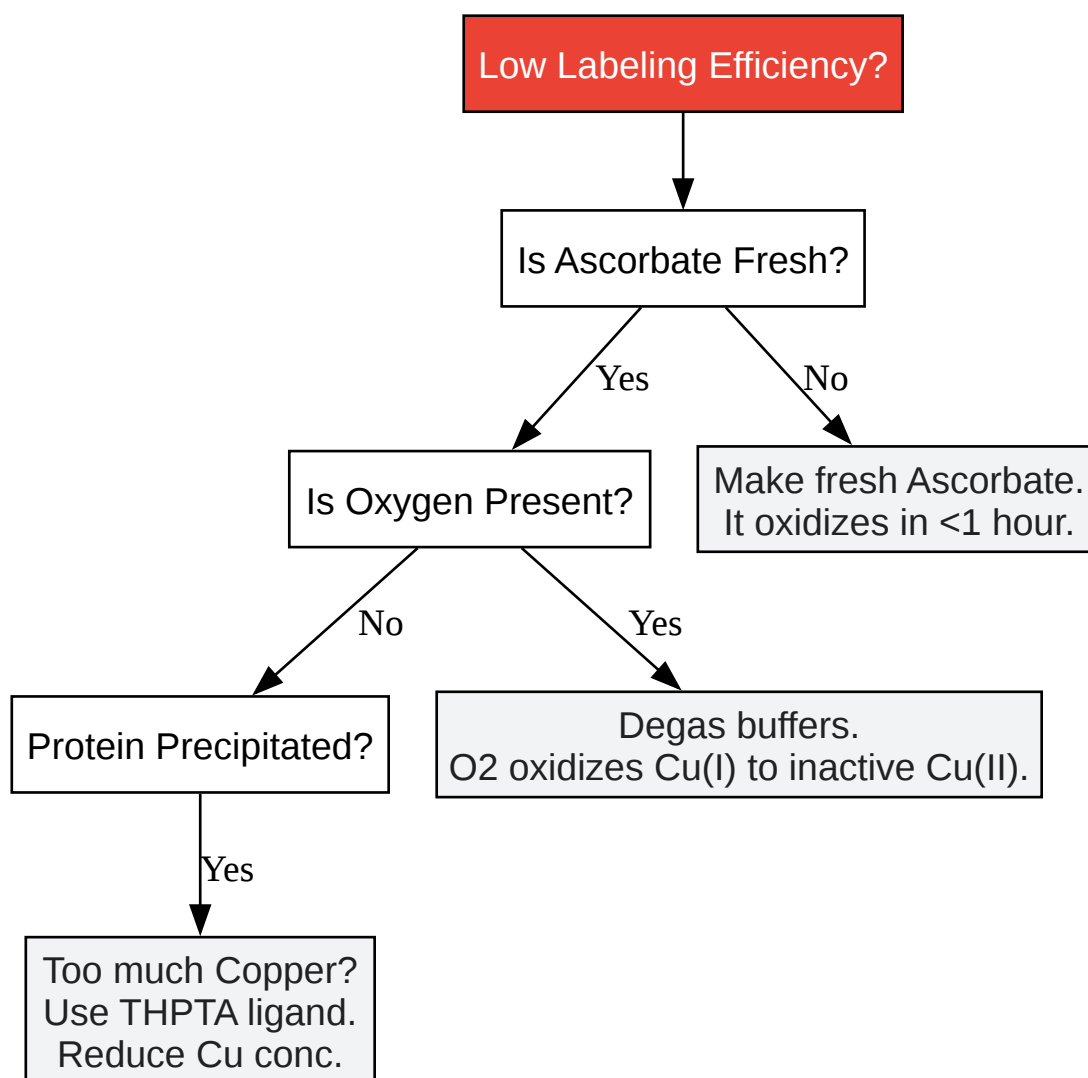 Low Labeling Efficiency?
Is Ascorbate Fresh?
Yes
No
Is Oxygen Present?
Make fresh Ascorbate.
It oxidizes in <1 hour.
No
Yes
Protein Precipitated?
Degas buffers.
O2 oxidizes Cu(I) to inactive Cu(II).
Yes
Too much Copper?
Use THPTA ligand.
Reduce Cu conc.